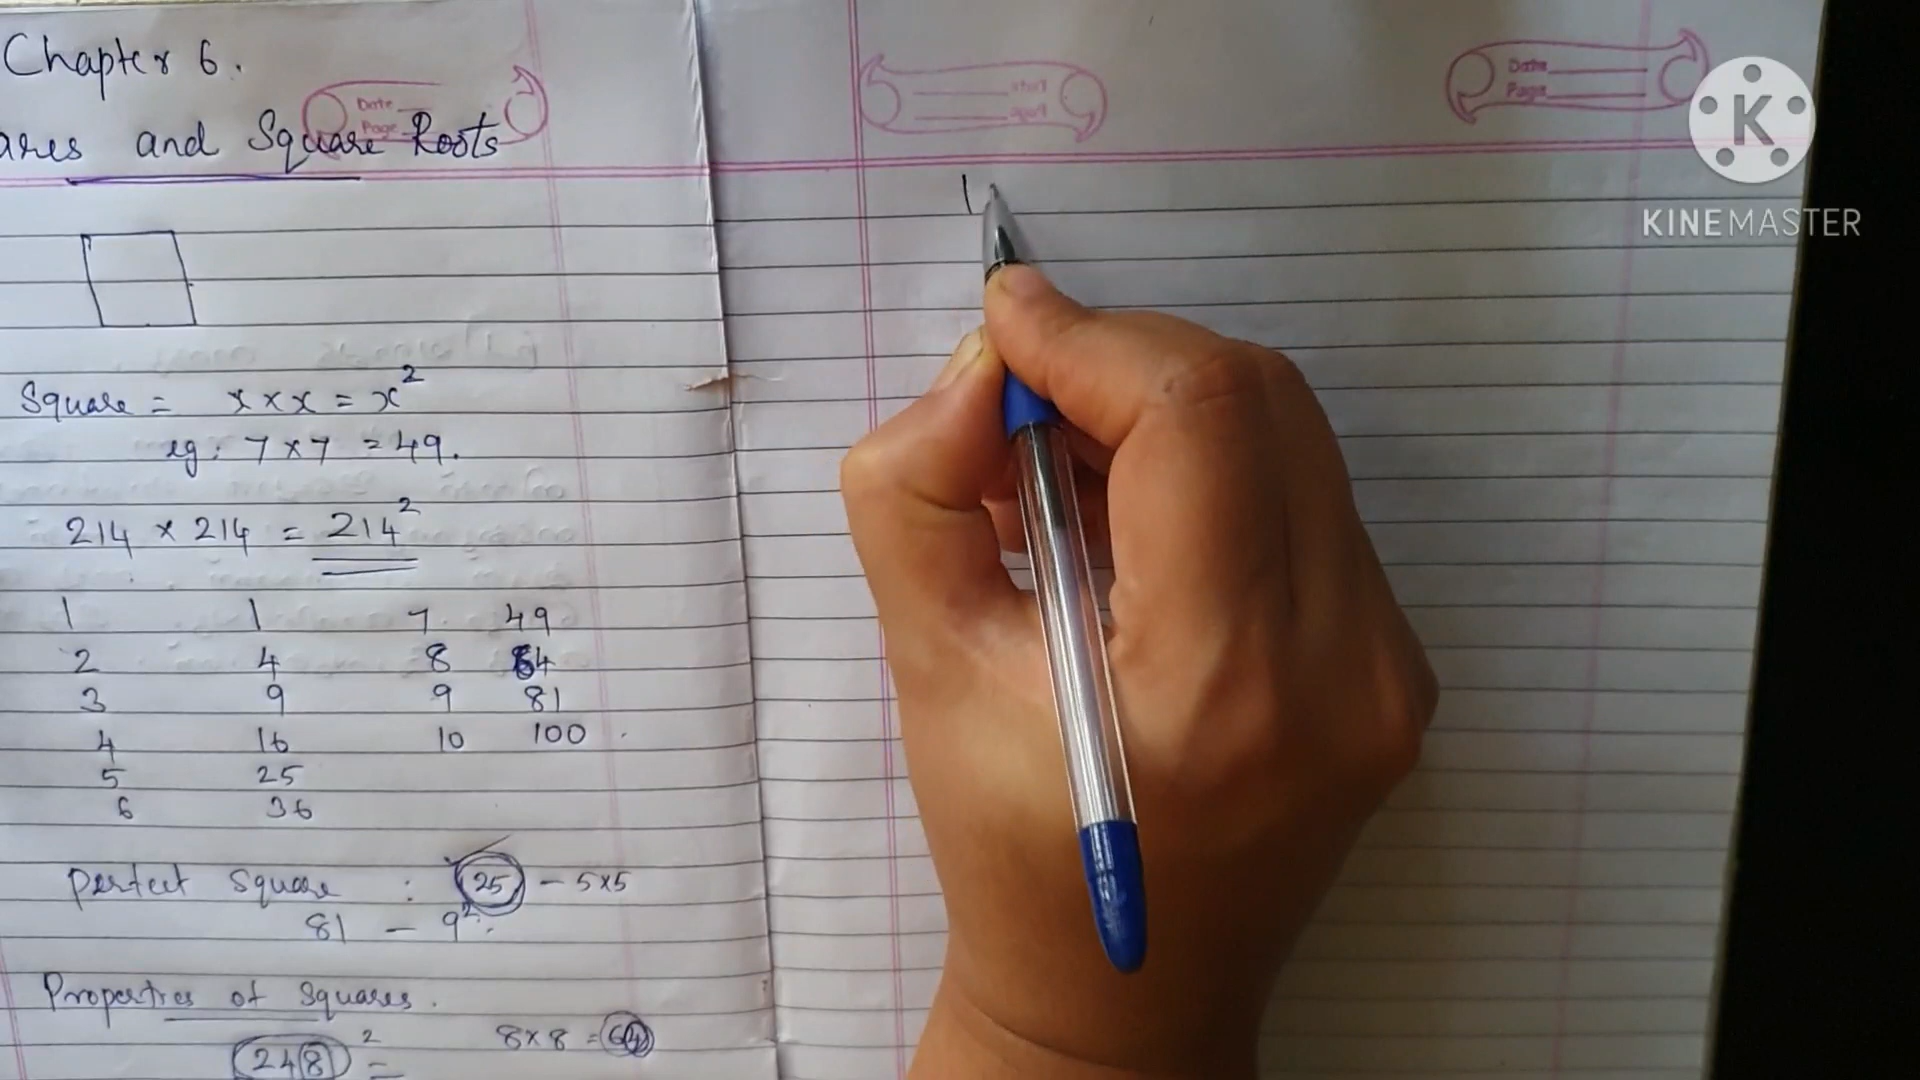 Chapter 6.
ares and Square Roots
Date
Page
Date
Page
K
KINEMASTER
Square = x × x = x²
eg: 7 × 7 = 49.
214 × 214 = 214²
1 1 7 49
2 4 8 64
3 9 9 81
4 16 10 100
5 25
6 36
Perfect Square : 25 - 5×5
81 - 9²
Properties of Squares.
248² = 8×8 = 64
1